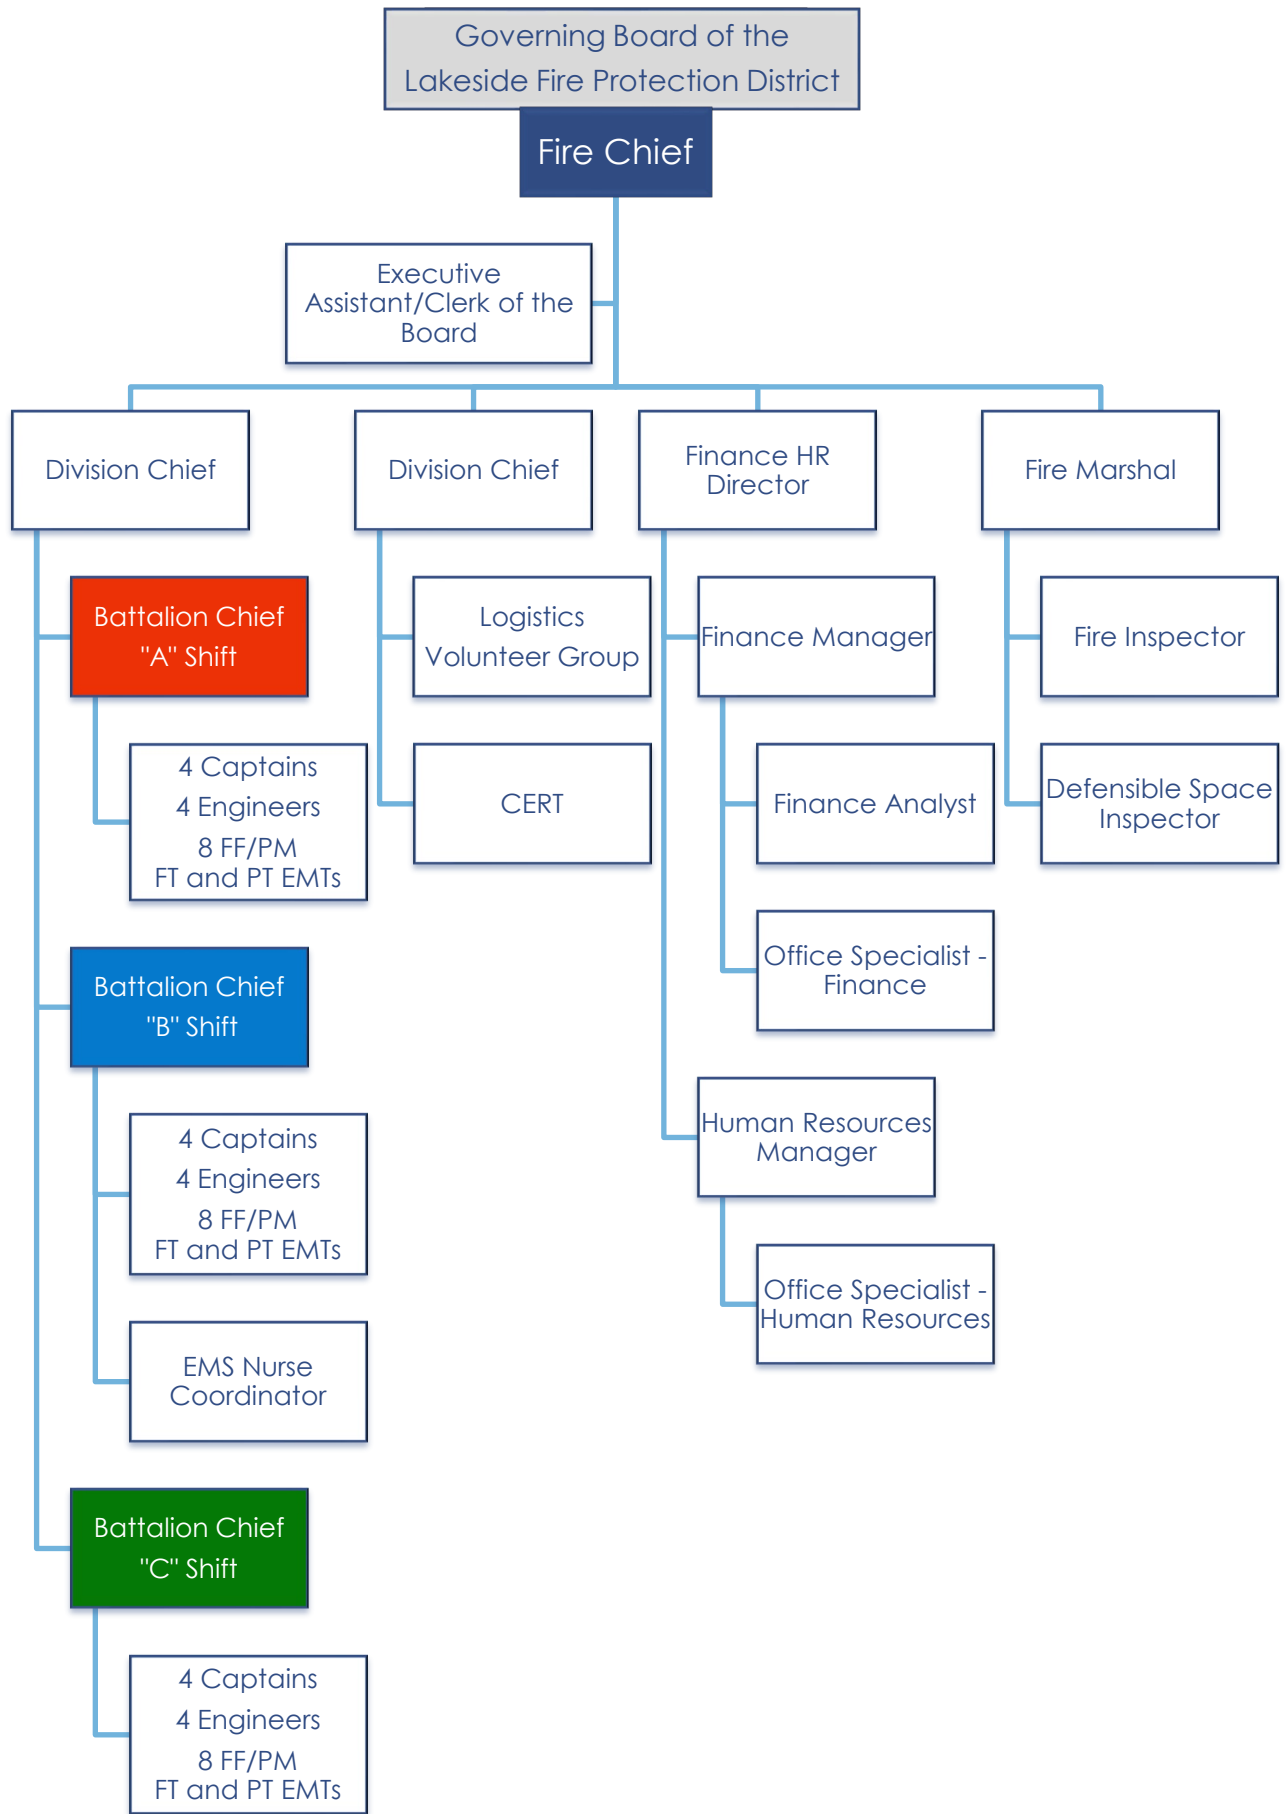 Governing Board of the
Lakeside Fire Protection District
Fire Chief
Executive
Assistant/Clerk of the
Board
Division Chief
Division Chief
Finance HR
Director
Fire Marshal
Battalion Chief
"A" Shift
4 Captains
4 Engineers
8 FF/PM
FT and PT EMTs
Battalion Chief
"B" Shift
4 Captains
4 Engineers
8 FF/PM
FT and PT EMTs
EMS Nurse
Coordinator
Battalion Chief
"C" Shift
4 Captains
4 Engineers
8 FF/PM
FT and PT EMTs
Logistics
Volunteer Group
CERT
Finance Manager
Finance Analyst
Office Specialist -
Finance
Human Resources
Manager
Office Specialist -
Human Resources
Fire Inspector
Defensible Space
Inspector